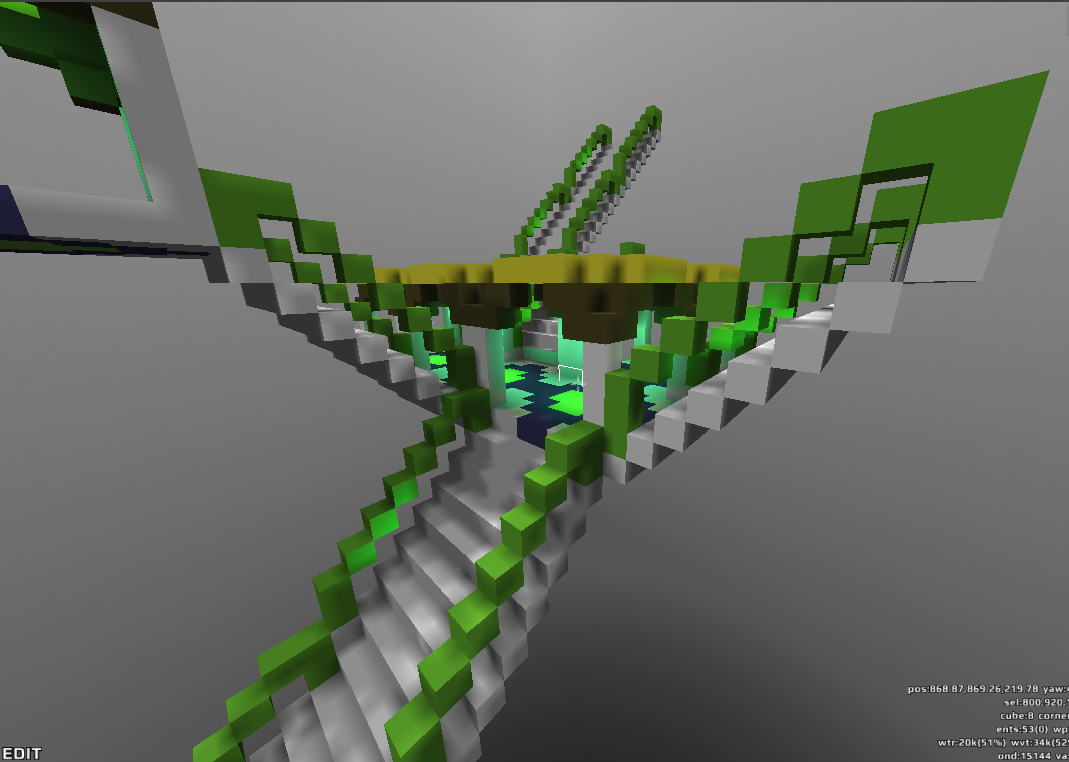 pos:868.87,869.26,219.78 yaw:
sel:800,920,
cube:8 corne
ents:53(0) wp
wtr:20k(51%) wvt:34k(52
ond:15144 va
EDIT